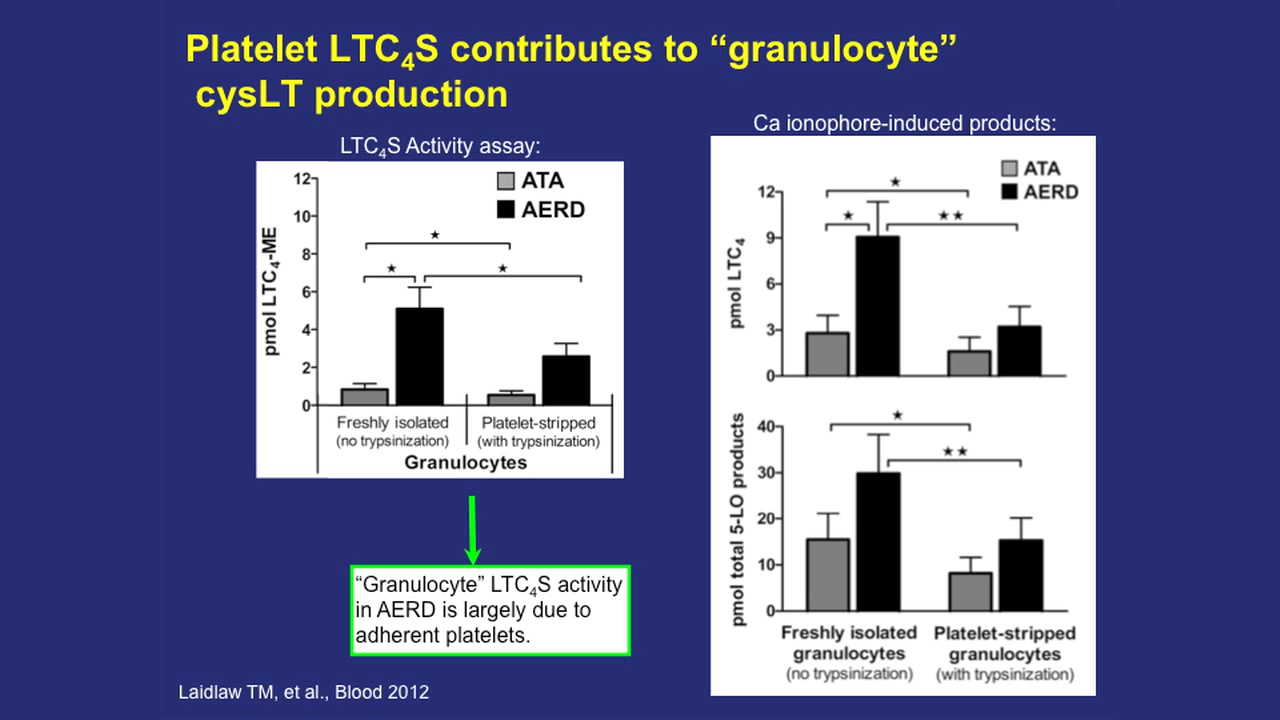 Platelet LTC₄S contributes to “granulocyte”
cysLT production
LTC₄S Activity assay:
12
10
8
6
4
2
0
pmol LTC₄-ME
ATA
AERD
★
★
★
Freshly isolated
(no trypsinization)
Platelet-stripped
(with trypsinization)
Granulocytes
“Granulocyte” LTC₄S activity
in AERD is largely due to
adherent platelets.
Ca ionophore-induced products:
ATA
AERD
12
9
6
3
0
pmol LTC₄
★
★
★★
40
30
20
10
0
pmol total 5-LO products
★
★★
Freshly isolated
granulocytes
(no trypsinization)
Platelet-stripped
granulocytes
(with trypsinization)
Laidlaw TM, et al., Blood 2012